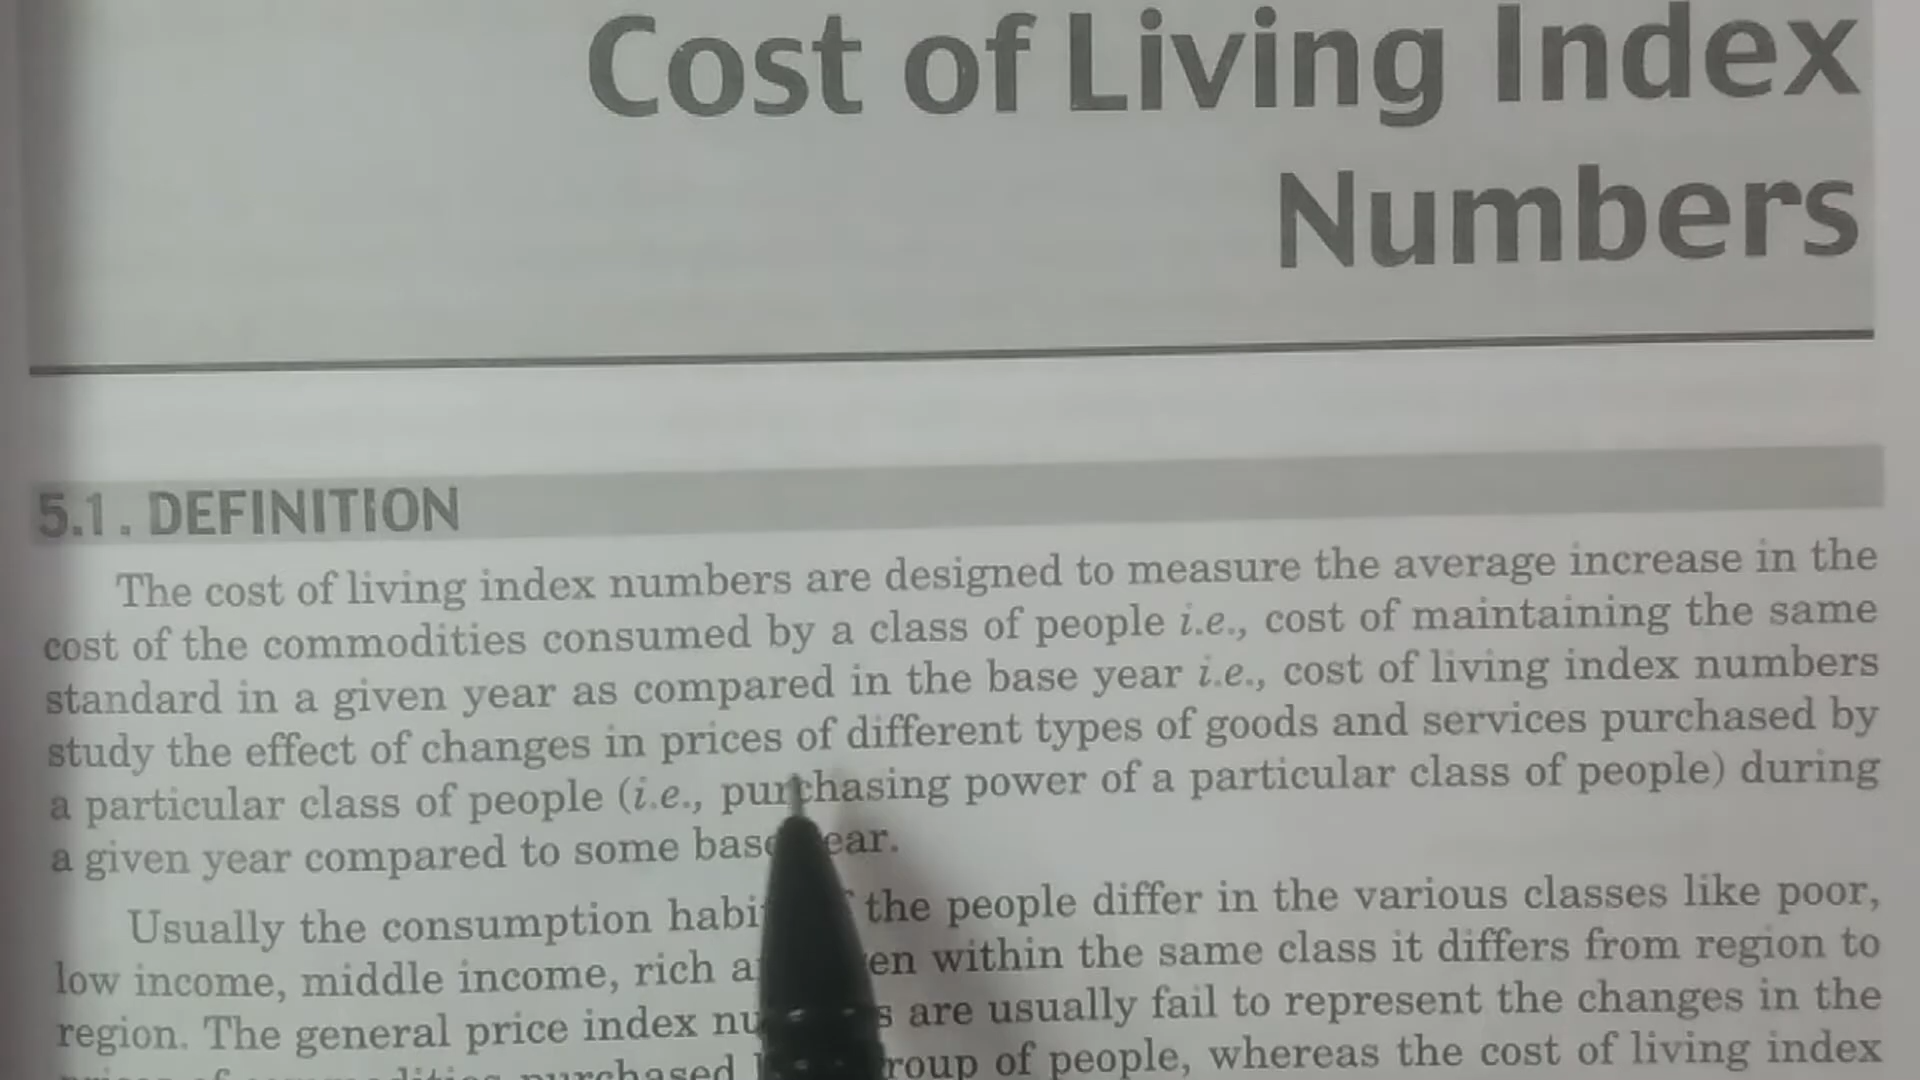 Cost of Living Index
Numbers
5.1. DEFINITION
The cost of living index numbers are designed to measure the average increase in the
cost of the commodities consumed by a class of people i.e., cost of maintaining the same
standard in a given year as compared in the base year i.e., cost of living index numbers
study the effect of changes in prices of different types of goods and services purchased by
a particular class of people (i.e., purchasing power of a particular class of people) during
a given year compared to some
Usually the consumption the people differ in the various classes like poor,
low income, middle income, rich within the same class it differs from region to
region. The general price index are usually fail to represent the changes in the
purchased of people, whereas the cost of living index